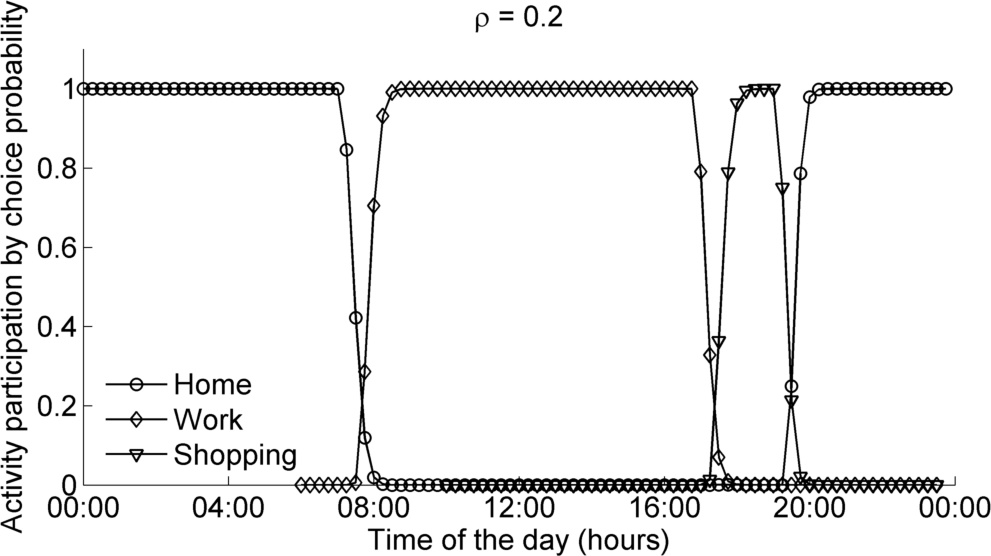 ρ = 0.2
Activity participation by choice probability
1
0.8
0.6
0.4
0.2
0
Home
Work
Shopping
00:00 04:00 08:00 12:00 16:00 20:00 00:00
Time of the day (hours)